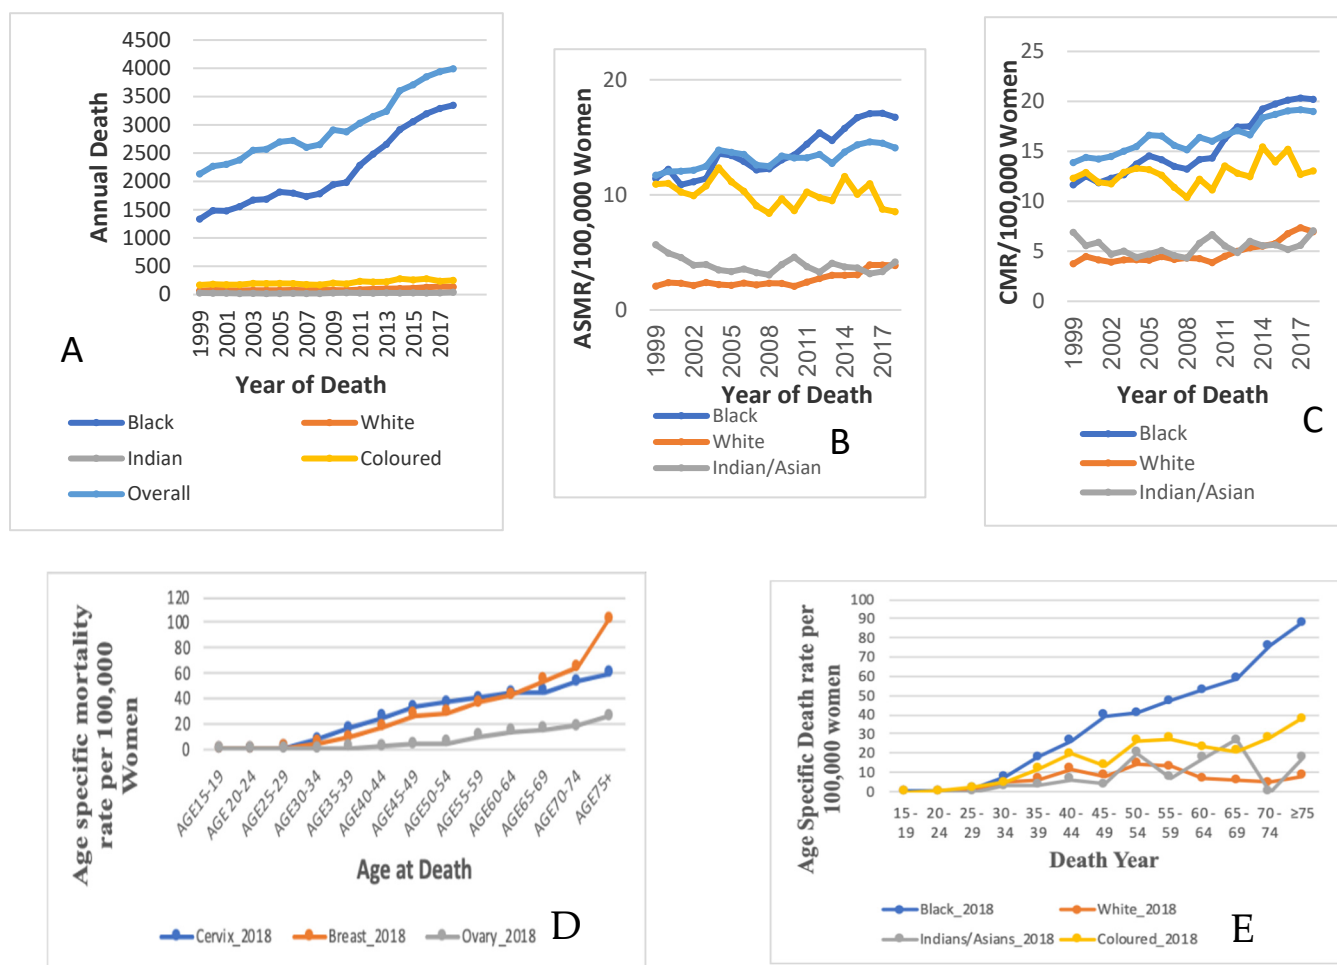 4500
4000
3500
3000
2500
2000
1500
1000
500
0
Annual Death
1999
2001
2003
2005
2007
2009
2011
2013
2015
2017
A
Year of Death
Black
White
Indian
Coloured
Overall
20
10
0
ASMR/100,000 Women
1999
2002
2005
2008
2011
2014
2017
Year of Death
Black
White
Indian/Asian
B
25
20
15
10
5
0
CMR/100,000 Women
1999
2002
2005
2008
2011
2014
2017
Year of Death
Black
White
Indian/Asian
C
Age specific mortality
rate per 100,000
Women
120
100
80
60
40
20
0
AGE15-19
AGE 20-24
AGE25-29
AGE30-34
AGE35-39
AGE40-44
AGE45-49
AGE50-54
AGE55-59
AGE60-64
AGE65-69
AGE70-74
AGE75+
Age at Death
Cervix_2018
Breast_2018
Ovary_2018
D
Age Specific Death rate per
100,000 women
100
90
80
70
60
50
40
30
20
10
0
15 - 20 - 25 - 30 - 35 - 40 - 45 - 50 - 55 - 60 - 65 - 70 - ≥75
19 24 29 34 39 44 49 54 59 64 69 74
Death Year
Black_2018
White_2018
Indians/Asians_2018
Coloured_2018
E